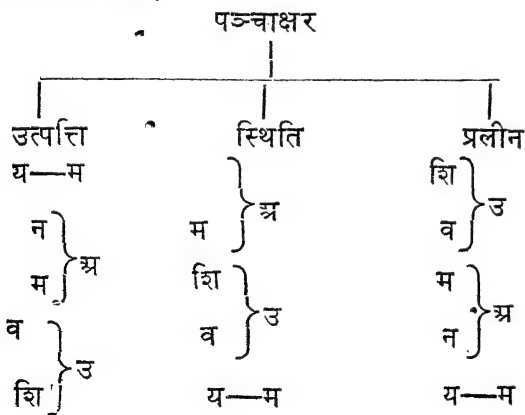 पञ्चाक्षर
उत्पत्ति स्थिति प्रलीन
य—म
न
म } अ
व
शि } उ
म } अ
शि
व } उ
य—म
शि
व } उ
म
न } अ
य—म